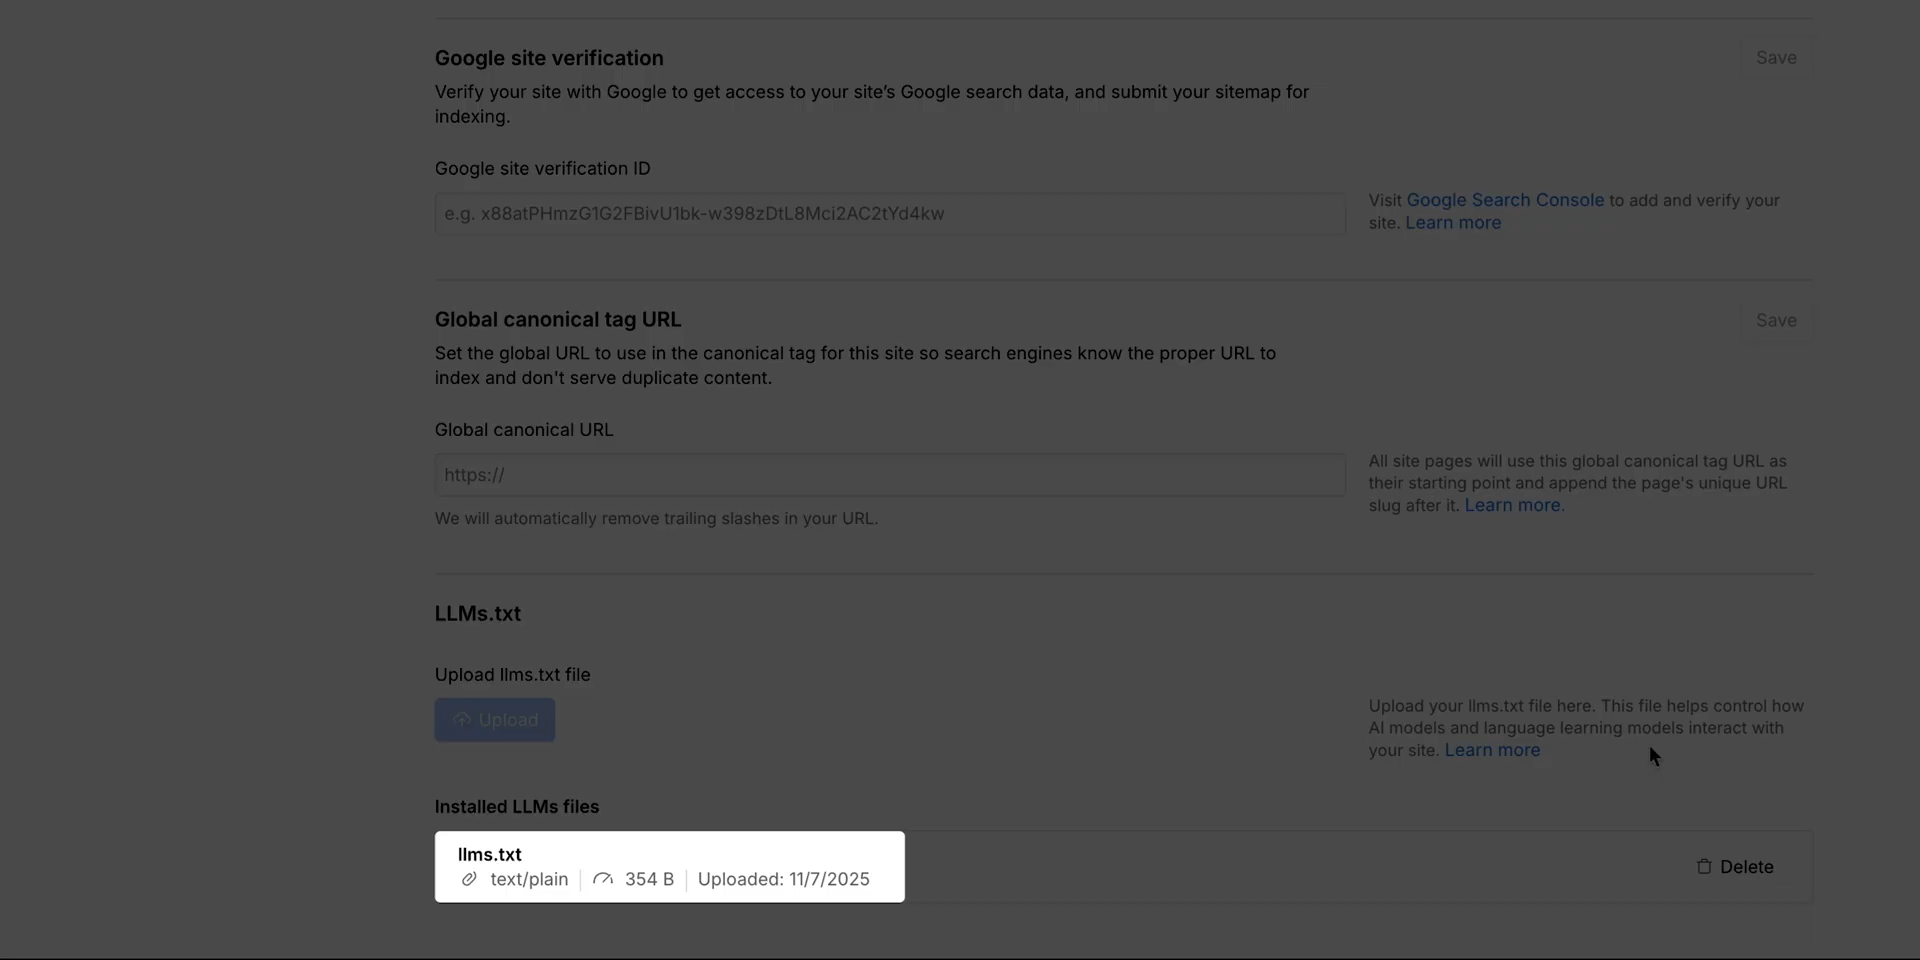 Google site verification
Save
Verify your site with Google to get access to your site’s Google search data, and submit your sitemap for
indexing.
Google site verification ID
e.g. x88atPHmzG1G2FBivU1bk-w398zDtL8Mci2AC2tYd4kw
Visit Google Search Console to add and verify your
site. Learn more
Global canonical tag URL
Save
Set the global URL to use in the canonical tag for this site so search engines know the proper URL to
index and don't serve duplicate content.
Global canonical URL
https://
All site pages will use this global canonical tag URL as
their starting point and append the page's unique URL
slug after it. Learn more.
We will automatically remove trailing slashes in your URL.
LLMs.txt
Upload llms.txt file
Upload
Upload your llms.txt file here. This file helps control how
AI models and language learning models interact with
your site. Learn more
Installed LLMs files
llms.txt
text/plain | 354 B | Uploaded: 11/7/2025
Delete